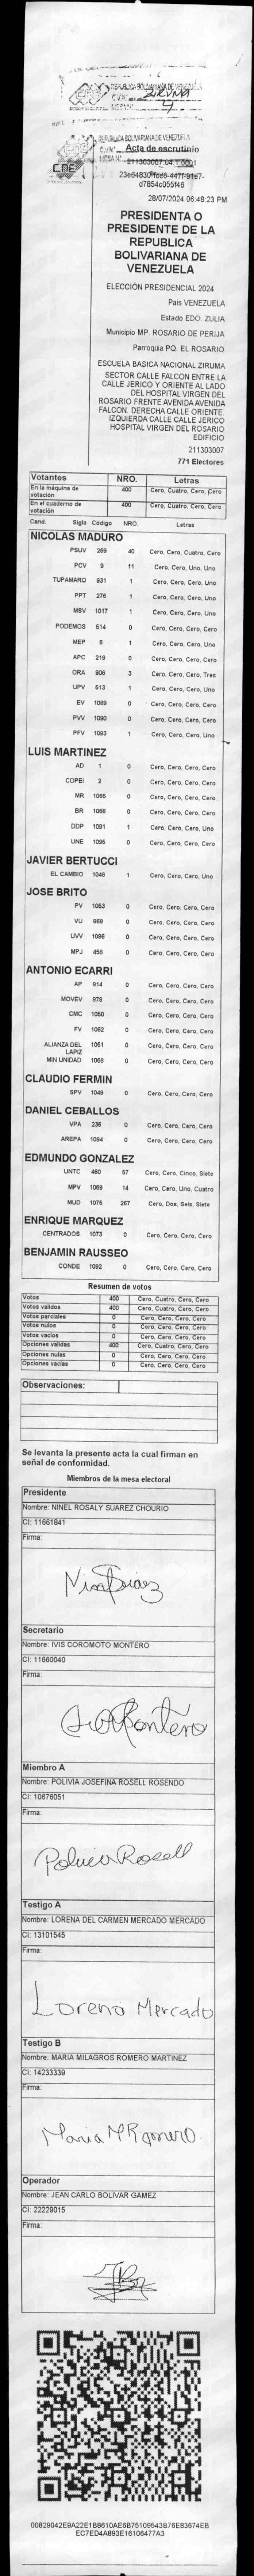 REPUBLICA BOLIVARIANA DE VENEZUELA
ZIRUMA
4
REPUBLICA BOLIVARIANA DE VENEZUELA
CNE
Acta de escrutinio
211303007.04.1.0001
d7854c055f46
28/07/2024 06:48:23 PM
PRESIDENTA O
PRESIDENTE DE LA
REPUBLICA
BOLIVARIANA DE
VENEZUELA
ELECCIÓN PRESIDENCIAL 2024
Pais VENEZUELA
Estado EDO. ZULIA
Municipio MP. ROSARIO DE PERIJA
Parroquia PQ. EL ROSARIO
ESCUELA BASICA NACIONAL ZIRUMA
SECTOR CALLE FALCON ENTRE LA
CALLE JERICO Y ORIENTE AL LADO
DEL HOSPITAL VIRGEN DEL
ROSARIO FRENTE AVENIDA AVENIDA
FALCON. DERECHA CALLE ORIENTE.
IZQUIERDA CALLE CALLE JERICO
HOSPITAL VIRGEN DEL ROSARIO
EDIFICIO
211303007
771 Electores
Votantes NRO. Letras
En la máquina de votación 400 Cero, Cuatro, Cero, Cero
En el cuaderno de votación 400 Cero, Cuatro, Cero, Cero
Cand. Sigla Código NRO. Letras
NICOLAS MADURO
PSUV 269 40 Cero, Cero, Cuatro, Cero
PCV 9 11 Cero, Cero, Uno, Uno
TUPAMARO 931 1 Cero, Cero, Cero, Uno
PPT 276 1 Cero, Cero, Cero, Uno
MSV 1017 1 Cero, Cero, Cero, Uno
PODEMOS 514 0 Cero, Cero, Cero, Cero
MEP 6 1 Cero, Cero, Cero, Uno
APC 219 0 Cero, Cero, Cero, Cero
ORA 906 3 Cero, Cero, Cero, Tres
UPV 613 1 Cero, Cero, Cero, Uno
EV 1089 0 Cero, Cero, Cero, Cero
PVV 1090 0 Cero, Cero, Cero, Cero
PFV 1093 1 Cero, Cero, Cero, Uno
LUIS MARTINEZ
AD 1 0 Cero, Cero, Cero, Cero
COPEI 2 0 Cero, Cero, Cero, Cero
MR 1065 0 Cero, Cero, Cero, Cero
BR 1066 0 Cero, Cero, Cero, Cero
DDP 1091 1 Cero, Cero, Cero, Uno
UNE 1095 0 Cero, Cero, Cero, Cero
JAVIER BERTUCCI
EL CAMBIO 1048 1 Cero, Cero, Cero, Uno
JOSE BRITO
PV 1053 0 Cero, Cero, Cero, Cero
VU 968 0 Cero, Cero, Cero, Cero
UVV 1096 0 Cero, Cero, Cero, Cero
MPJ 458 0 Cero, Cero, Cero, Cero
ANTONIO ECARRI
AP 914 0 Cero, Cero, Cero, Cero
MOVEV 878 0 Cero, Cero, Cero, Cero
CMC 1050 0 Cero, Cero, Cero, Cero
FV 1062 0 Cero, Cero, Cero, Cero
ALIANZA DEL LAPIZ 1051 0 Cero, Cero, Cero, Cero
MIN UNIDAD 1068 0 Cero, Cero, Cero, Cero
CLAUDIO FERMIN
SPV 1049 0 Cero, Cero, Cero, Cero
DANIEL CEBALLOS
VPA 236 0 Cero, Cero, Cero, Cero
AREPA 1094 0 Cero, Cero, Cero, Cero
EDMUNDO GONZALEZ
UNTC 460 57 Cero, Cero, Cinco, Siete
MPV 1069 14 Cero, Cero, Uno, Cuatro
MUD 1075 267 Cero, Dos, Seis, Siete
ENRIQUE MARQUEZ
CENTRADOS 1073 0 Cero, Cero, Cero, Cero
BENJAMIN RAUSSEO
CONDE 1092 0 Cero, Cero, Cero, Cero
Resumen de votos
Votos 400 Cero, Cuatro, Cero, Cero
Votos validos 400 Cero, Cuatro, Cero, Cero
Votos parciales 0 Cero, Cero, Cero, Cero
Votos nulos 0 Cero, Cero, Cero, Cero
Votos vacíos 0 Cero, Cero, Cero, Cero
Opciones validas 400 Cero, Cuatro, Cero, Cero
Opciones nulas 0 Cero, Cero, Cero, Cero
Opciones vacías 0 Cero, Cero, Cero, Cero
Observaciones:
Se levanta la presente acta la cual firman en
señal de conformidad.
Miembros de la mesa electoral
Presidente
Nombre: NINEL ROSALY SUAREZ CHOURIO
CI: 11661841
Firma:
Secretario
Nombre: IVIS COROMOTO MONTERO
CI: 11660040
Firma:
Miembro A
Nombre: POLIVIA JOSEFINA ROSELL ROSENDO
CI: 10676051
Firma:
Polivia Rosell
Testigo A
Nombre: LORENA DEL CARMEN MERCADO MERCADO
CI: 13101545
Firma:
Lorena Mercado
Testigo B
Nombre: MARIA MILAGROS ROMERO MARTINEZ
CI: 14233339
Firma:
Maria M Romero
Operador
Nombre: JEAN CARLO BOLIVAR GAMEZ
CI: 22229015
Firma:
00829042E9A22E1B8610AE6B75109543B76E83674EB
EC7ED4A893E16106477A3